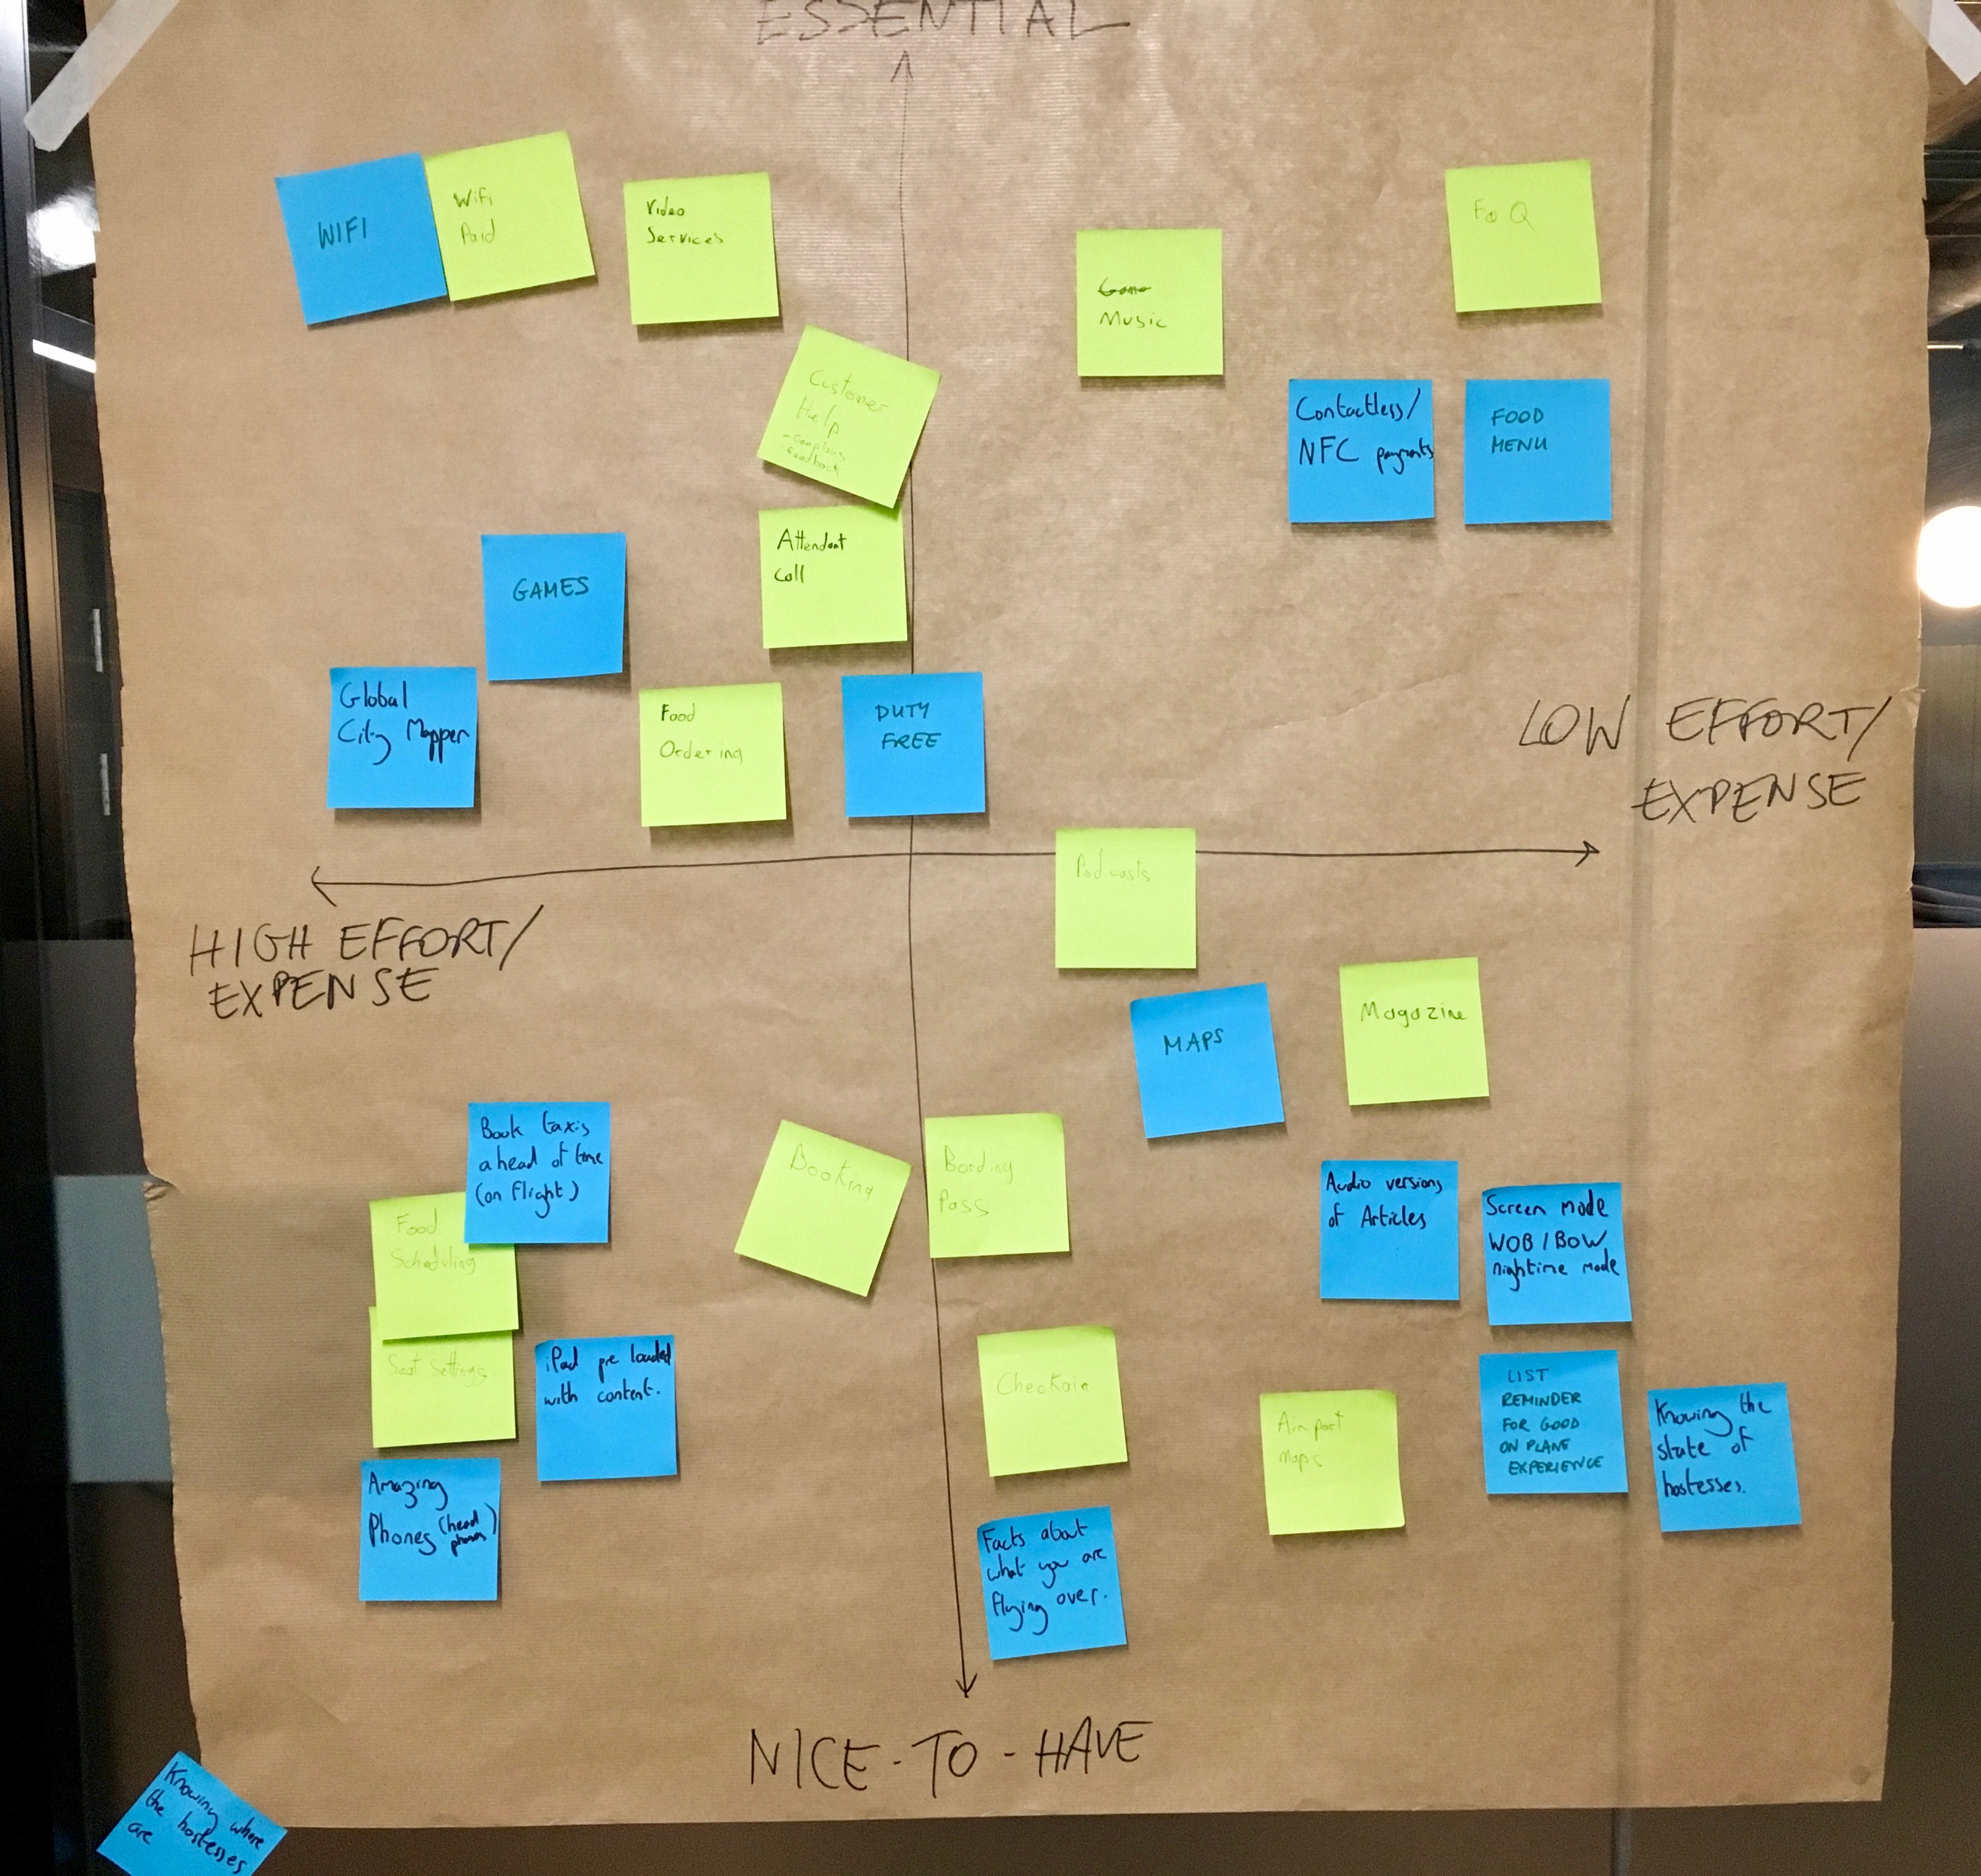 ESSENTIAL
WIFI
Wifi
Paid
Video
Services
Music
FaQ
Customer
Help
- Complains
- Feedback
Contactless/
NFC payments
FOOD
MENU
GAMES
Attendant
Call
Global
City Mapper
Food
Ordering
DUTY
FREE
LOW EFFORT/
EXPENSE
HIGH EFFORT/
EXPENSE
Podcasts
MAPS
Magazine
Book taxis
ahead of time
(on flight)
Booking
Bording
Pass
Audio versions
of Articles
Screen mode
WOB/BOW
nightime mode
Food
Scheduling
Seat Settings
iPad pre loaded
with content.
Checkain
Airport
maps
LIST
REMINDER
FOR GOOD
ON PLANE
EXPERIENCE
Knowing the
state of
hostesses.
Amazing
Phones (head
phones)
Facts about
what you are
flying over.
NICE-TO-HAVE
Knowing where
the hostesses
are